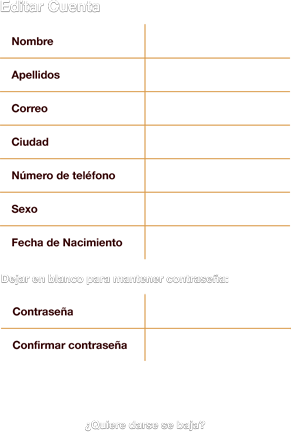 Editar Cuenta
Nombre
Apellidos
Correo
Ciudad
Número de teléfono
Sexo
Fecha de Nacimiento
Dejar en blanco para mantener contraseña:
Contraseña
Confirmar contraseña
¿Quiere darse se baja?